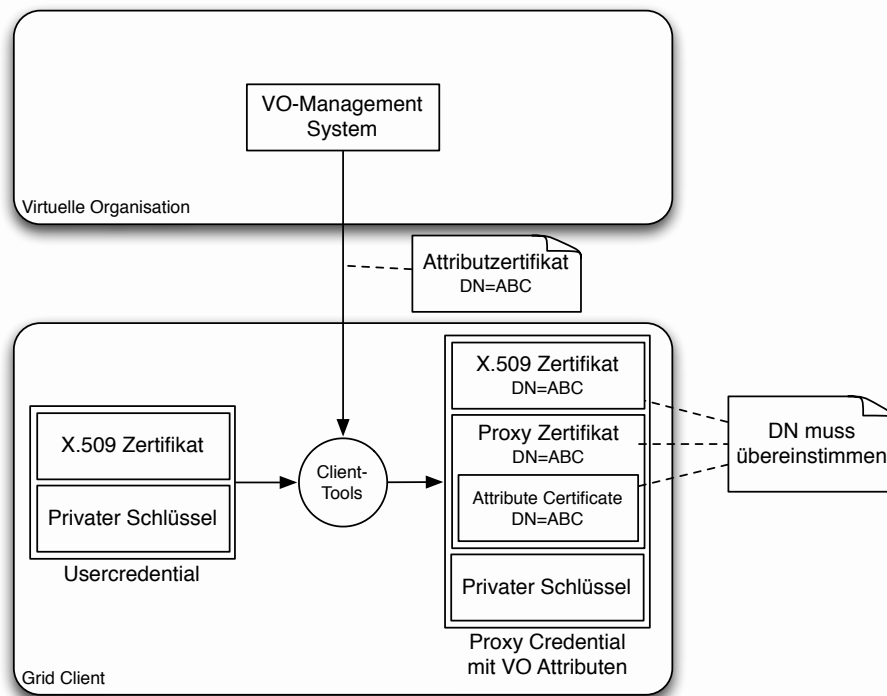 VO-Management
System
Virtuelle Organisation
Attributzertifikat
DN=ABC
X.509 Zertifikat
DN=ABC
Proxy Zertifikat
DN=ABC
Attribute Certificate
DN=ABC
Privater Schlüssel
Proxy Credential
mit VO Attributen
X.509 Zertifikat
Privater Schlüssel
Usercredential
Client-
Tools
DN muss
übereinstimmen
Grid Client